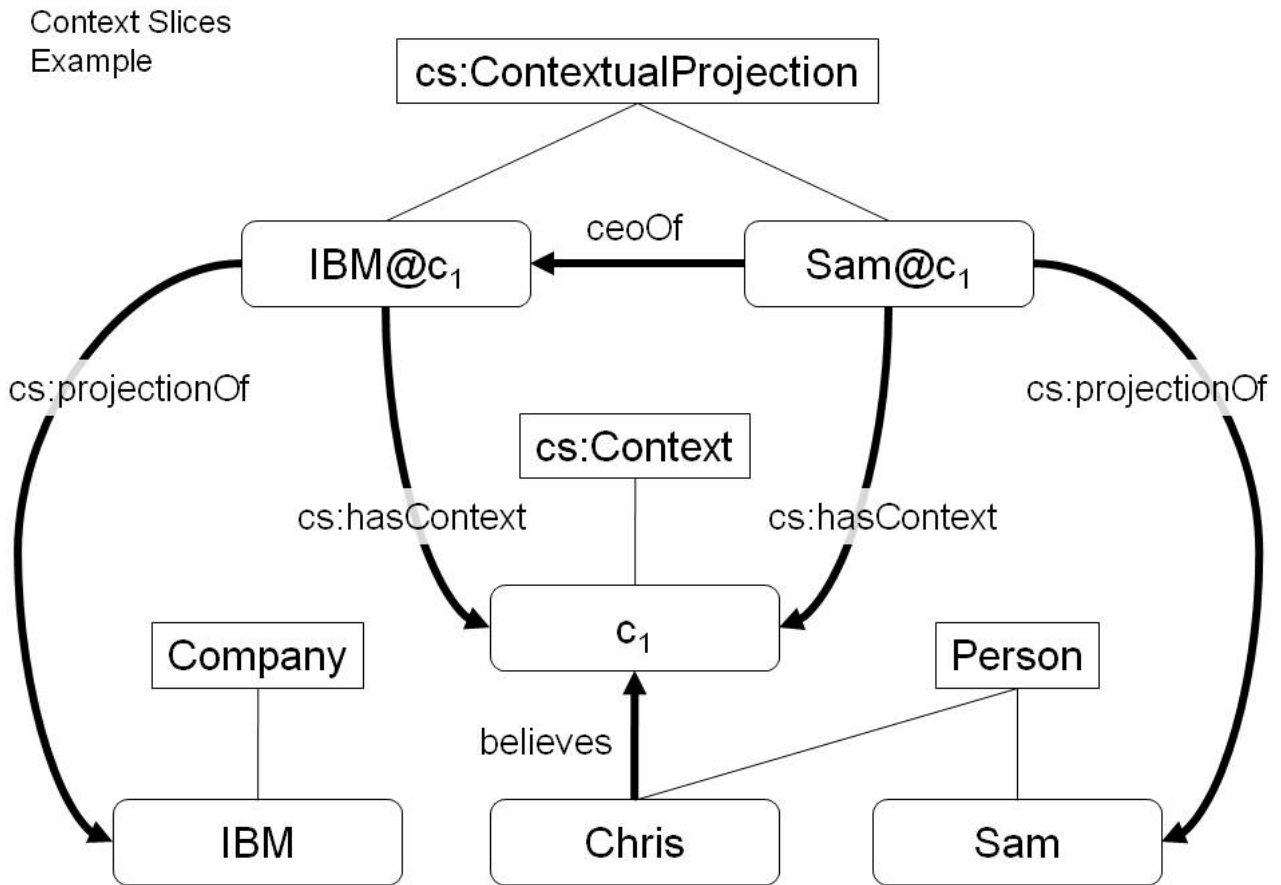 Context Slices
Example
cs:ContextualProjection
ceoOf
IBM@c₁
Sam@c₁
cs:projectionOf
cs:projectionOf
cs:Context
cs:hasContext
cs:hasContext
c₁
Company
Person
believes
IBM
Chris
Sam